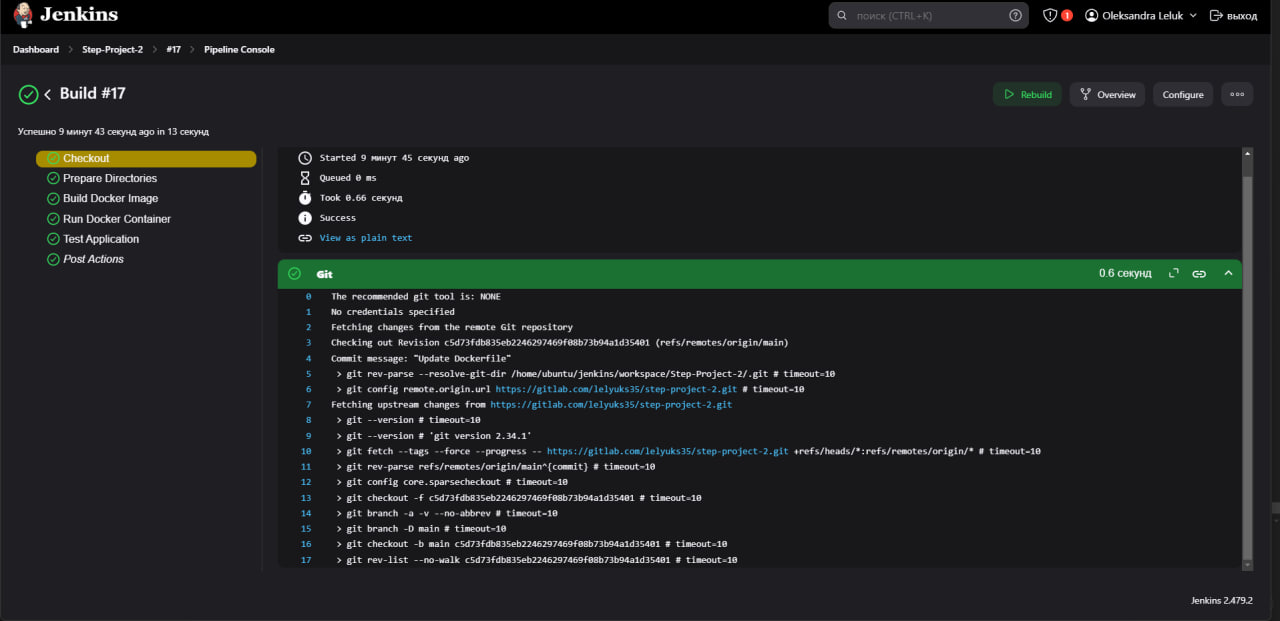 Jenkins
поиск (CTRL+K)
1
Oleksandra Leluk
выход
Dashboard > Step-Project-2 > #17 > Pipeline Console
Build #17
Rebuild
Overview
Configure
Успешно 9 минут 43 секунд ago in 13 секунд
Checkout
Prepare Directories
Build Docker Image
Run Docker Container
Test Application
Post Actions
Started 9 минут 45 секунд ago
Queued 0 ms
Took 0.66 секунд
Success
View as plain text
Git
0.6 секунд
0 The recommended git tool is: NONE
1 No credentials specified
2 Fetching changes from the remote Git repository
3 Checking out Revision c5d73fdb835eb2246297469f08b73b94a1d35401 (refs/remotes/origin/main)
4 Commit message: "Update Dockerfile"
5 > git rev-parse --resolve-git-dir /home/ubuntu/jenkins/workspace/Step-Project-2/.git # timeout=10
6 > git config remote.origin.url https://gitlab.com/lelyuks35/step-project-2.git # timeout=10
7 Fetching upstream changes from https://gitlab.com/lelyuks35/step-project-2.git
8 > git --version # timeout=10
9 > git --version # 'git version 2.34.1'
10 > git fetch --tags --force --progress -- https://gitlab.com/lelyuks35/step-project-2.git +refs/heads/*:refs/remotes/origin/* # timeout=10
11 > git rev-parse refs/remotes/origin/main^{commit} # timeout=10
12 > git config core.sparsecheckout # timeout=10
13 > git checkout -f c5d73fdb835eb2246297469f08b73b94a1d35401 # timeout=10
14 > git branch -a -v --no-abbrev # timeout=10
15 > git branch -D main # timeout=10
16 > git checkout -b main c5d73fdb835eb2246297469f08b73b94a1d35401 # timeout=10
17 > git rev-list --no-walk c5d73fdb835eb2246297469f08b73b94a1d35401 # timeout=10
Jenkins 2.479.2